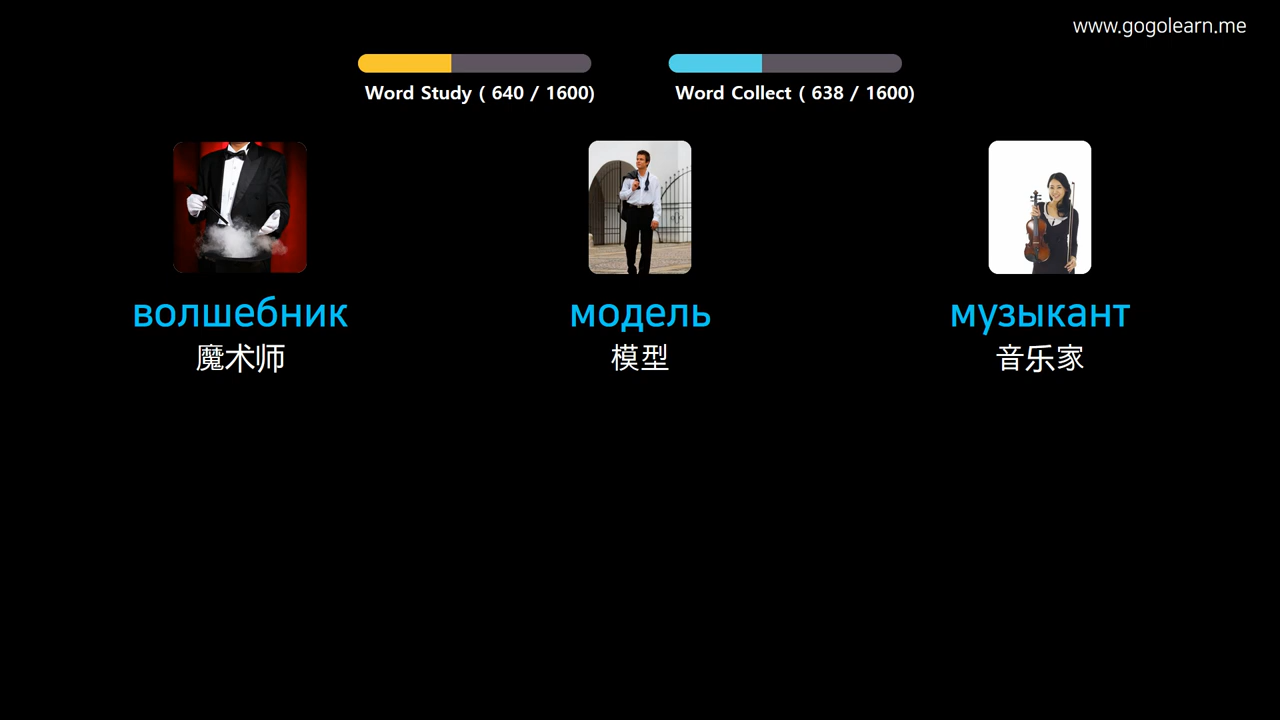 www.gogolearn.me
Word Study ( 640 / 1600)
Word Collect ( 638 / 1600)
волшебник
модель
музыкант
魔术师
模型
音乐家